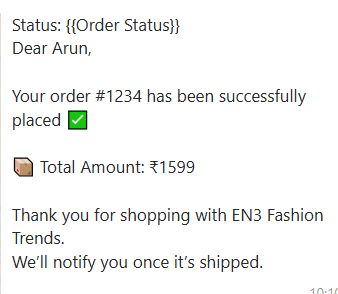 Status: {{Order Status}}
Dear Arun,
Your order #1234 has been successfully
placed ✅
📦 Total Amount: ₹1599
Thank you for shopping with EN3 Fashion
Trends.
We’ll notify you once it’s shipped.